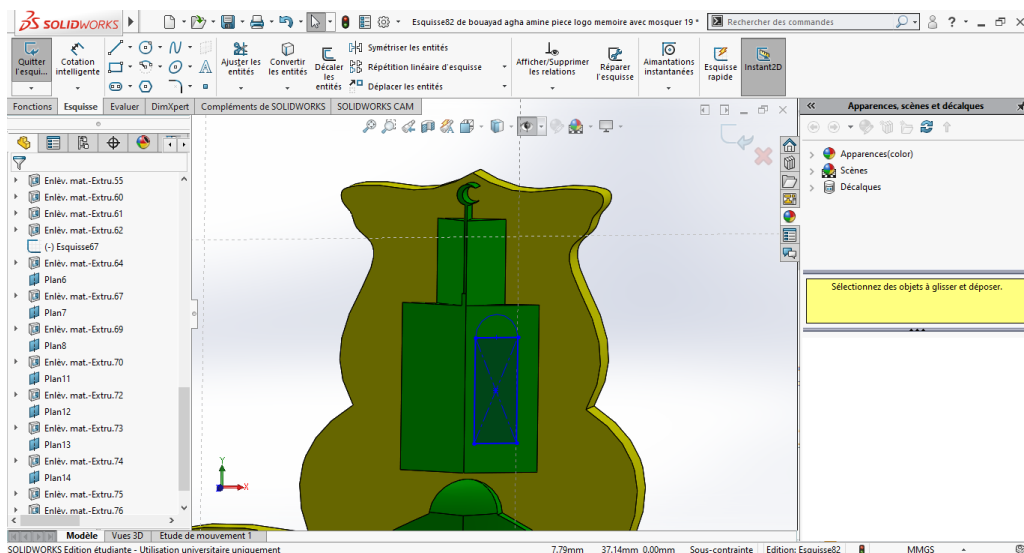 SOLIDWORKS
Esquisse82 de bouayad agha amine piece logo memoire avec mosquer 19 *
Rechercher des commandes
Quitter l'esqui...
Cotation intelligente
Ajuster les entités
Convertir les entités
Décaler les entités
Symétriser les entités
Répétition linéaire d'esquisse
Déplacer les entités
Afficher/Supprimer les relations
Réparer l'esquisse
Aimantations instantanées
Esquisse rapide
Instant2D
Fonctions Esquisse Evaluer DimXpert Compléments de SOLIDWORKS SOLIDWORKS CAM
Apparences, scènes et décalques
Apparences(color)
Scènes
Décalques
Sélectionnez des objets à glisser et déposer.
Enlèv. mat.-Extru.55
Enlèv. mat.-Extru.60
Enlèv. mat.-Extru.61
Enlèv. mat.-Extru.62
(-) Esquisse67
Enlèv. mat.-Extru.64
Plan6
Enlèv. mat.-Extru.67
Plan7
Enlèv. mat.-Extru.69
Plan8
Enlèv. mat.-Extru.70
Plan11
Enlèv. mat.-Extru.72
Plan12
Enlèv. mat.-Extru.73
Plan13
Enlèv. mat.-Extru.74
Plan14
Enlèv. mat.-Extru.75
Enlèv. mat.-Extru.76
Y
X
Modèle Vues 3D Etude de mouvement 1
SOLIDWORKS Edition étudiante - Utilisation universitaire uniquement
7.79mm 37.14mm 0.00mm Sous-contrainte Edition: Esquisse82 MMGS